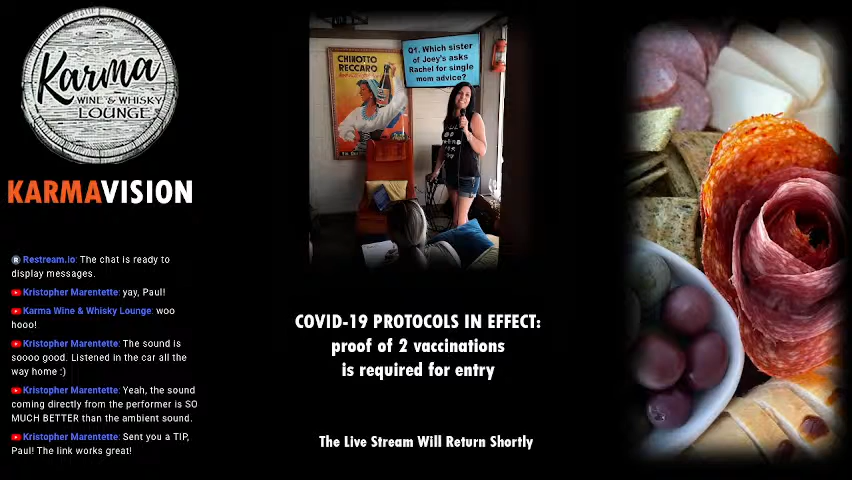 Karma
WINE & WHISKY
LOUNGE
KARMAVISION
Restream.io: The chat is ready to
display messages.
Kristopher Marentette: yay, Paul!
Karma Wine & Whisky Lounge: woo
hooo!
Kristopher Marentette: The sound is
soooo good. Listened in the car all the
way home :)
Kristopher Marentette: Yeah, the sound
coming directly from the performer is SO
MUCH BETTER than the ambient sound.
Kristopher Marentette: Sent you a TIP,
Paul! The link works great!
CHINOTTO
RECCARO
Q1. Which sister
of Joey's asks
Rachel for single
mom advice?
COVID-19 PROTOCOLS IN EFFECT:
proof of 2 vaccinations
is required for entry
The Live Stream Will Return Shortly